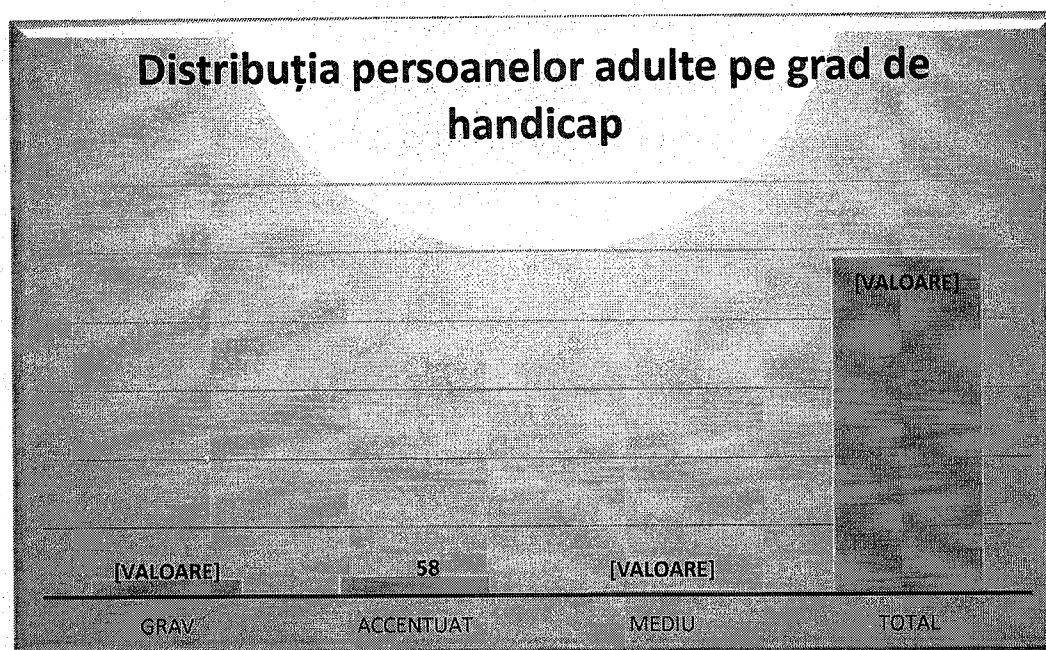 Distribuția persoanelor adulte pe grad de
handicap
[VALOARE]
[VALOARE]
58
[VALOARE]
GRAV
ACCENTUAT
MEDIU
TOTAL